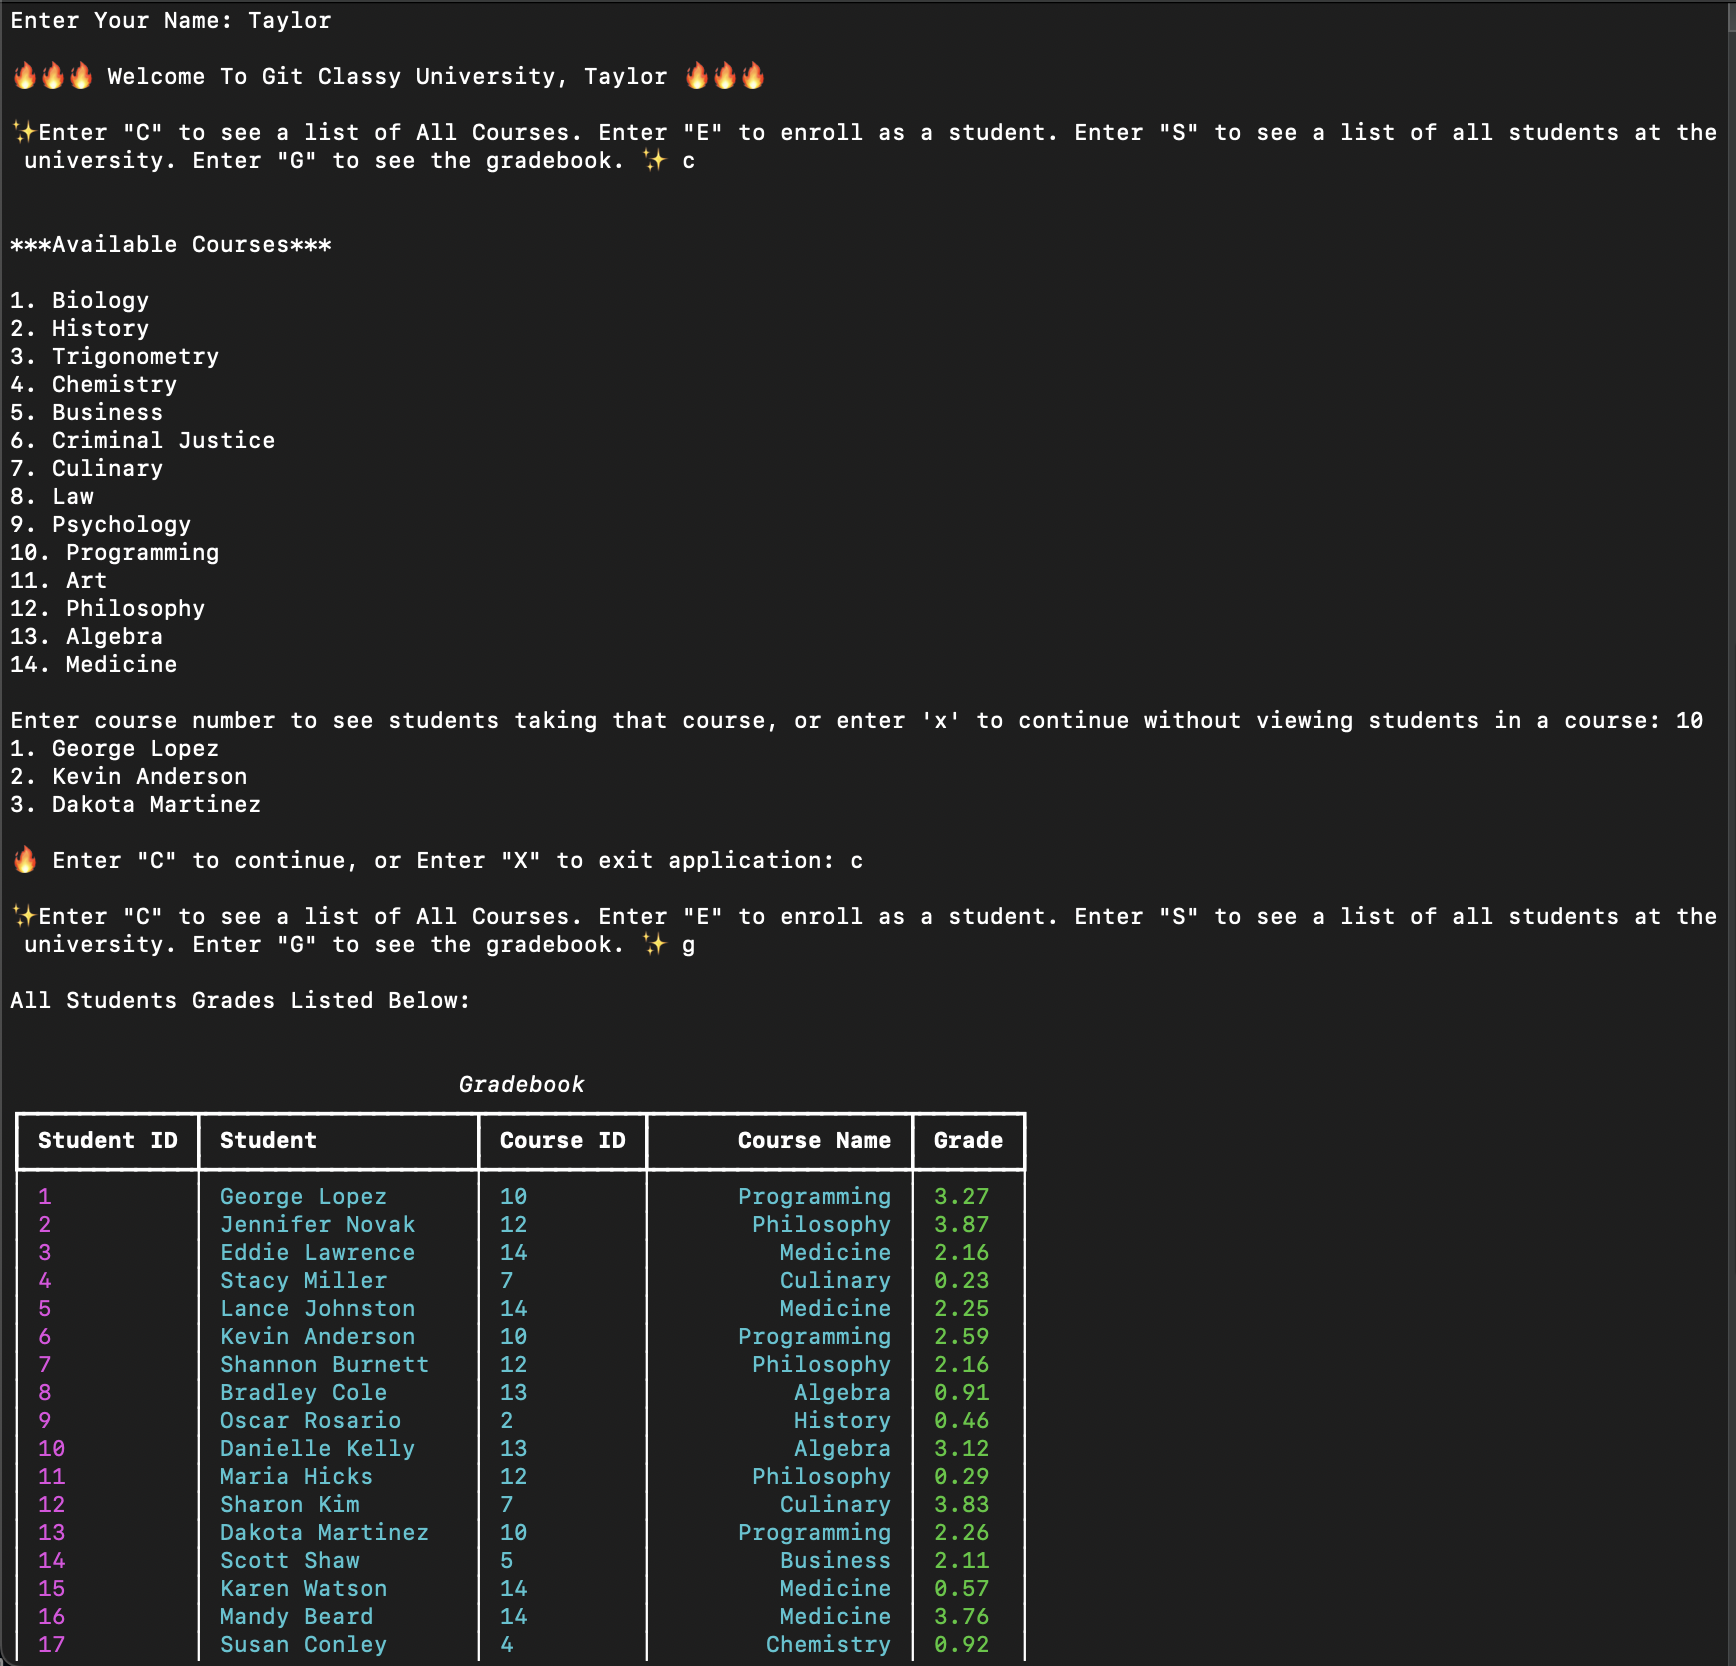 Enter Your Name: Taylor
🔥🔥🔥 Welcome To Git Classy University, Taylor 🔥🔥🔥
✨Enter "C" to see a list of All Courses. Enter "E" to enroll as a student. Enter "S" to see a list of all students at the
university. Enter "G" to see the gradebook. ✨ c
***Available Courses***
1. Biology
2. History
3. Trigonometry
4. Chemistry
5. Business
6. Criminal Justice
7. Culinary
8. Law
9. Psychology
10. Programming
11. Art
12. Philosophy
13. Algebra
14. Medicine
Enter course number to see students taking that course, or enter 'x' to continue without viewing students in a course: 10
1. George Lopez
2. Kevin Anderson
3. Dakota Martinez
🔥 Enter "C" to continue, or Enter "X" to exit application: c
✨Enter "C" to see a list of All Courses. Enter "E" to enroll as a student. Enter "S" to see a list of all students at the
university. Enter "G" to see the gradebook. ✨ g
All Students Grades Listed Below:
Gradebook
Student ID Student Course ID Course Name Grade
1 George Lopez 10 Programming 3.27
2 Jennifer Novak 12 Philosophy 3.87
3 Eddie Lawrence 14 Medicine 2.16
4 Stacy Miller 7 Culinary 0.23
5 Lance Johnston 14 Medicine 2.25
6 Kevin Anderson 10 Programming 2.59
7 Shannon Burnett 12 Philosophy 2.16
8 Bradley Cole 13 Algebra 0.91
9 Oscar Rosario 2 History 0.46
10 Danielle Kelly 13 Algebra 3.12
11 Maria Hicks 12 Philosophy 0.29
12 Sharon Kim 7 Culinary 3.83
13 Dakota Martinez 10 Programming 2.26
14 Scott Shaw 5 Business 2.11
15 Karen Watson 14 Medicine 0.57
16 Mandy Beard 14 Medicine 3.76
17 Susan Conley 4 Chemistry 0.92